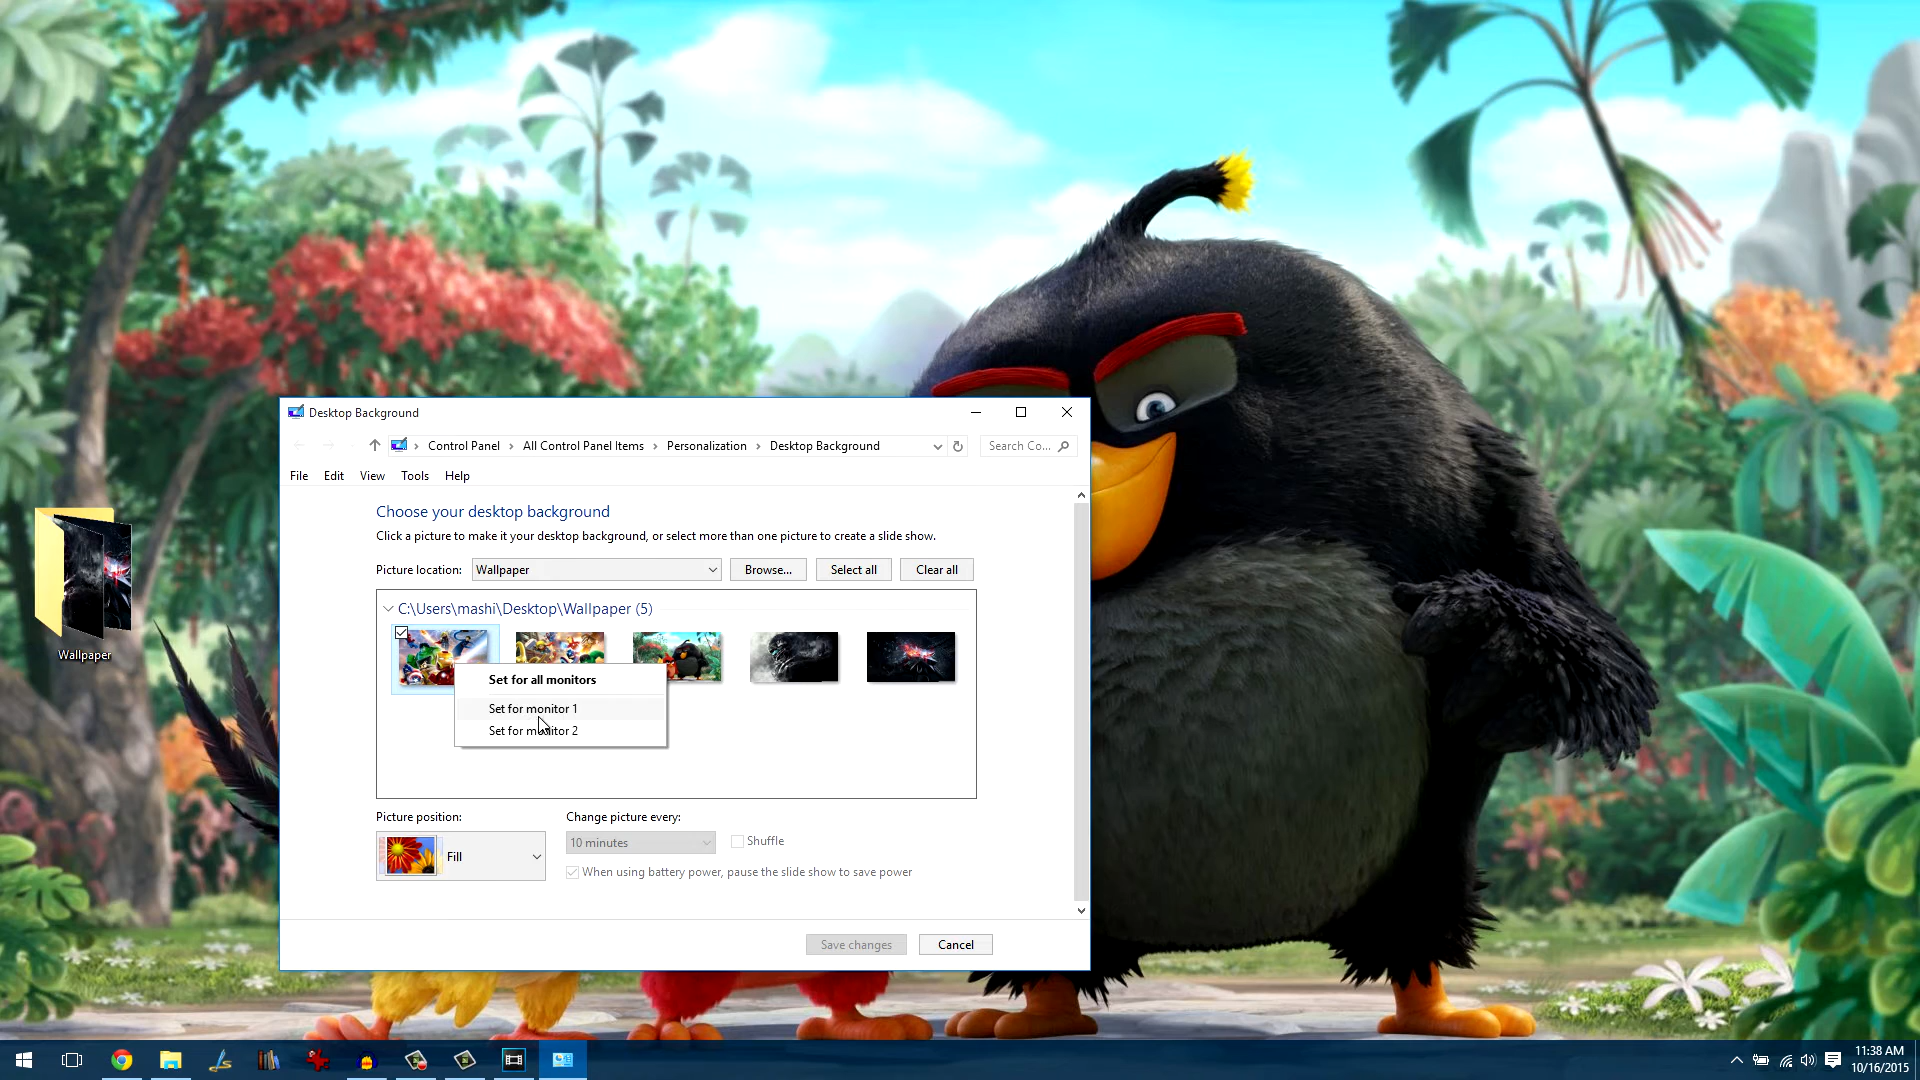 Desktop Background
Control Panel > All Control Panel Items > Personalization > Desktop Background
Search Co...
File Edit View Tools Help
Choose your desktop background
Click a picture to make it your desktop background, or select more than one picture to create a slide show.
Picture location: Wallpaper Browse... Select all Clear all
C:\Users\mashi\Desktop\Wallpaper (5)
Wallpaper
Set for all monitors
Set for monitor 1
Set for monitor 2
Picture position: Change picture every:
Fill
10 minutes
Shuffle
When using battery power, pause the slide show to save power
Save changes Cancel
11:38 AM
10/16/2015